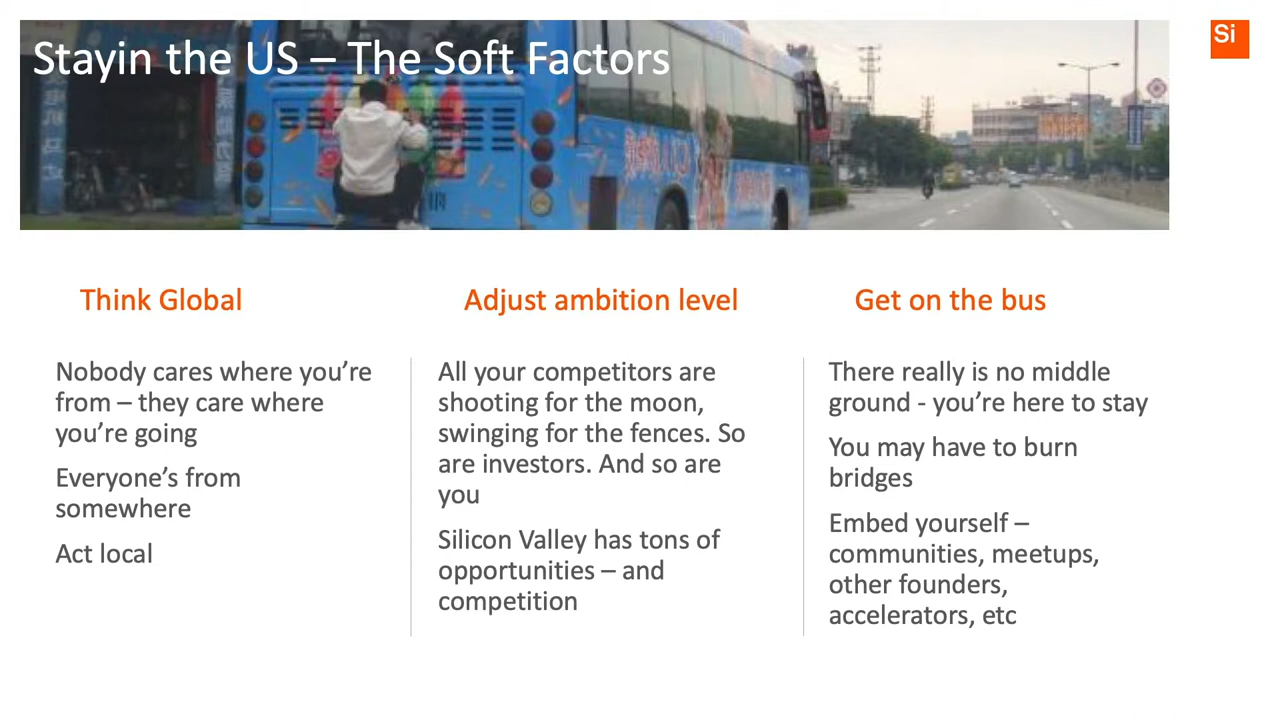 Stayin the US – The Soft Factors
Si
Think Global
Nobody cares where you’re
from – they care where
you’re going
Everyone’s from
somewhere
Act local
Adjust ambition level
All your competitors are
shooting for the moon,
swinging for the fences. So
are investors. And so are
you
Silicon Valley has tons of
opportunities – and
competition
Get on the bus
There really is no middle
ground - you’re here to stay
You may have to burn
bridges
Embed yourself –
communities, meetups,
other founders,
accelerators, etc